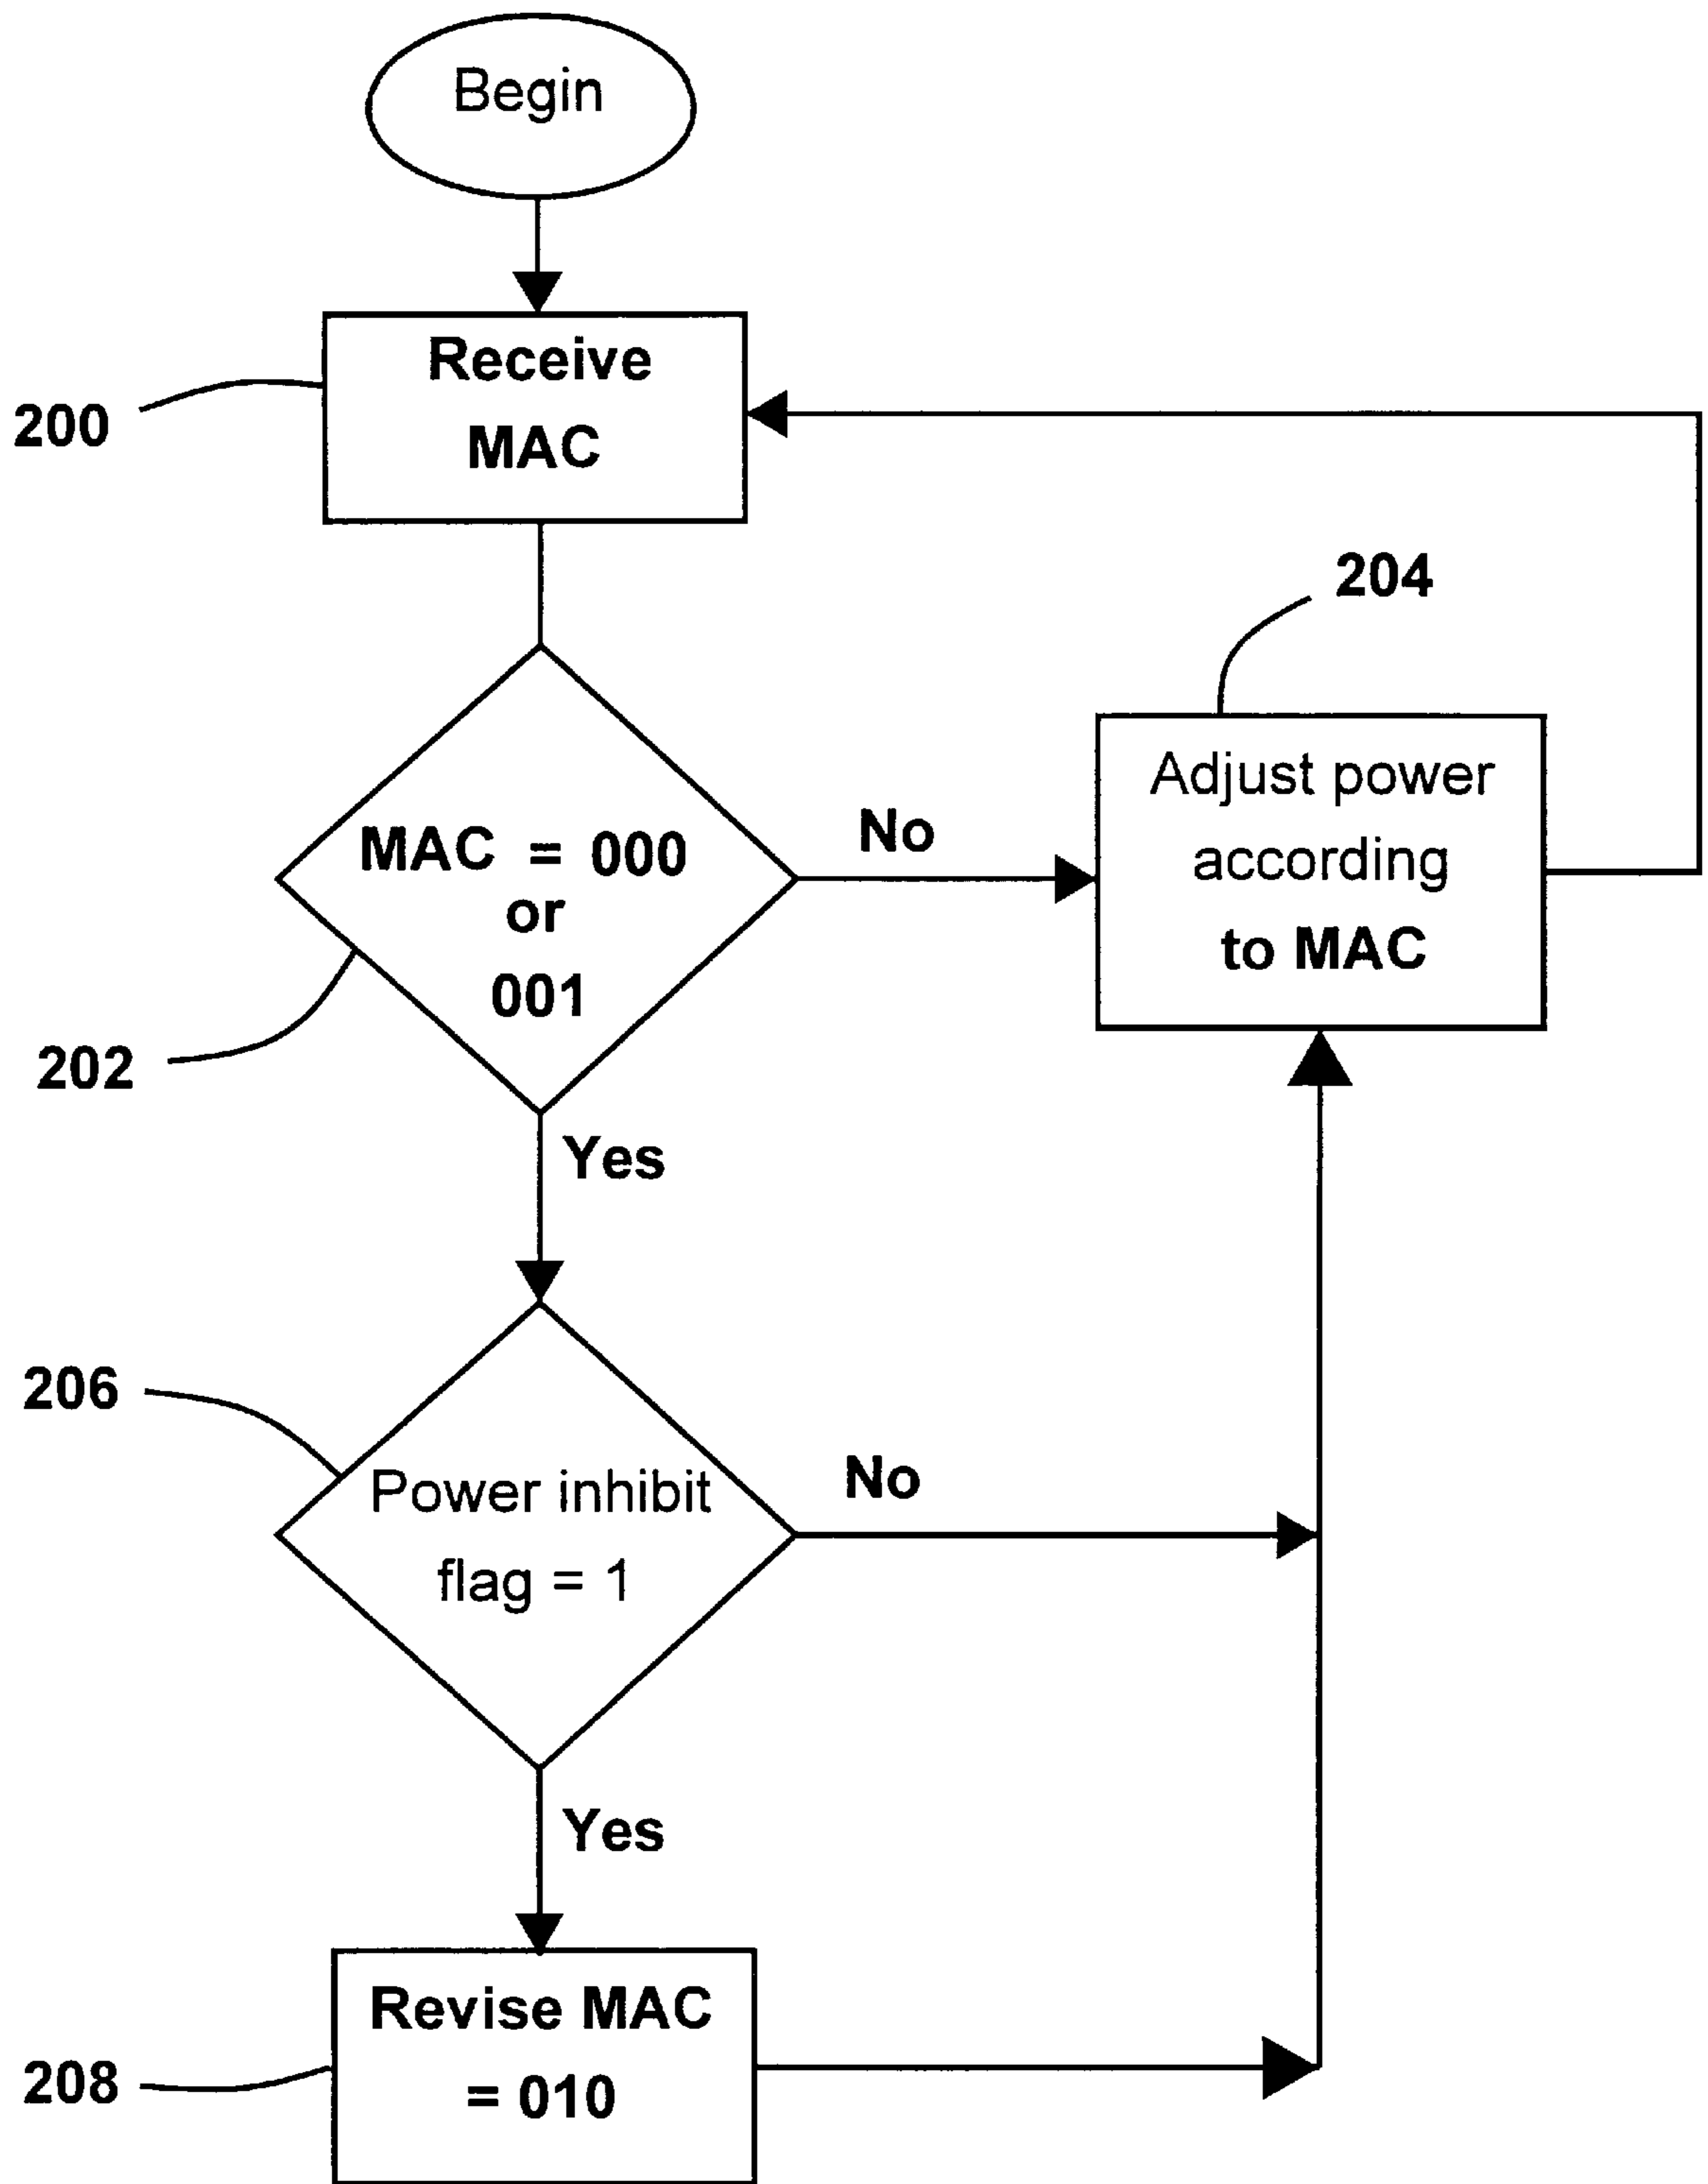 Begin
Receive
MAC
200
204
MAC = 000
or
001
No
Adjust power
according
to MAC
202
Yes
206
Power inhibit
flag = 1
No
Yes
Revise MAC
= 010
208